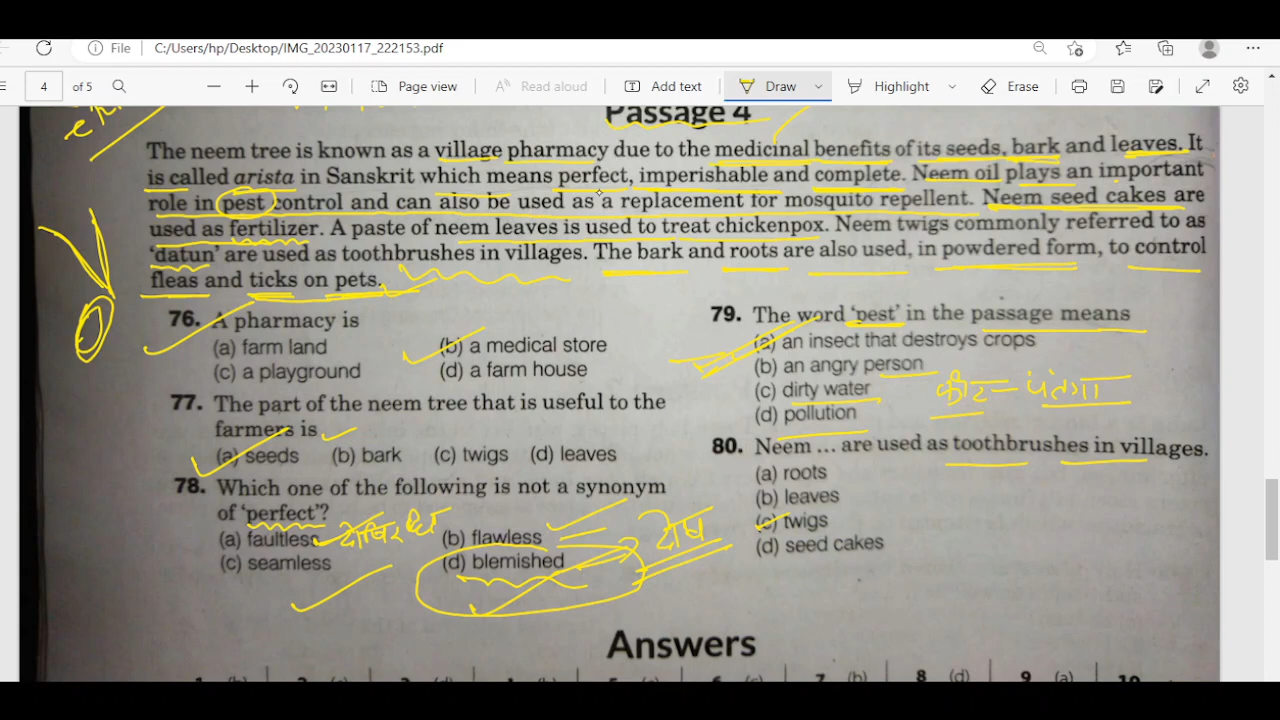 File C:/Users/hp/Desktop/IMG_20230117_222153.pdf
4 of 5 Page view Read aloud Add text Draw Highlight Erase
Passage 4
The neem tree is known as a village pharmacy due to the medicinal benefits of its seeds, bark and leaves. It
is called arista in Sanskrit which means perfect, imperishable and complete. Neem oil plays an important
role in pest control and can also be used as a replacement for mosquito repellent. Neem seed cakes are
used as fertilizer. A paste of neem leaves is used to treat chickenpox. Neem twigs commonly referred to as
'datun' are used as toothbrushes in villages. The bark and roots are also used, in powdered form, to control
fleas and ticks on pets.
76. A pharmacy is
(a) farm land (b) a medical store
(c) a playground (d) a farm house
77. The part of the neem tree that is useful to the
farmers is
(a) seeds (b) bark (c) twigs (d) leaves
78. Which one of the following is not a synonym
of 'perfect'?
(a) faultless (b) flawless
(c) seamless (d) blemished
दोष
79. The word 'pest' in the passage means
(a) an insect that destroys crops
(b) an angry person
(c) dirty water
(d) pollution
80. Neem ... are used as toothbrushes in villages.
(a) roots
(b) leaves
(c) twigs
(d) seed cakes
Answers
7 (b) 8 (d) 9 (a) 10